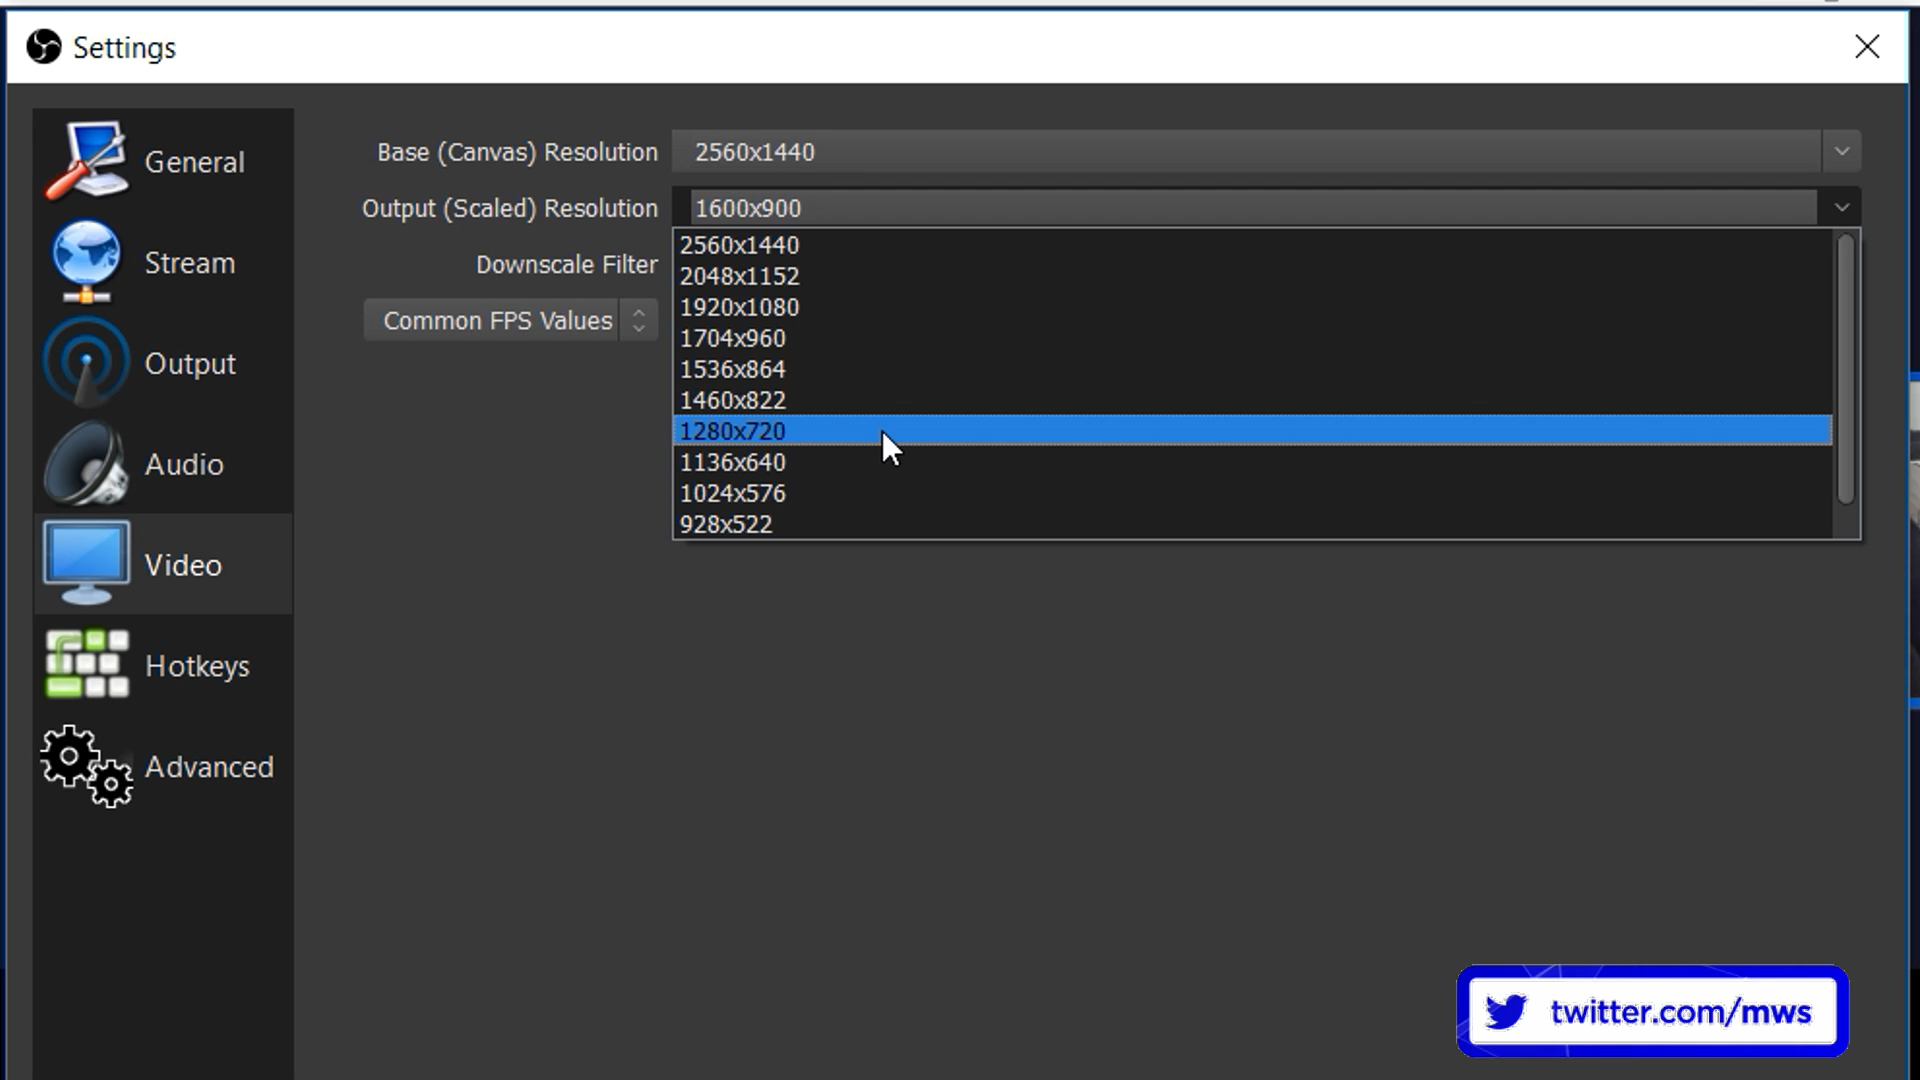 Settings
General
Stream
Output
Audio
Video
Hotkeys
Advanced
Base (Canvas) Resolution
2560x1440
Output (Scaled) Resolution
1600x900
Downscale Filter
Common FPS Values
2560x1440
2048x1152
1920x1080
1704x960
1536x864
1460x822
1280x720
1136x640
1024x576
928x522
twitter.com/mws